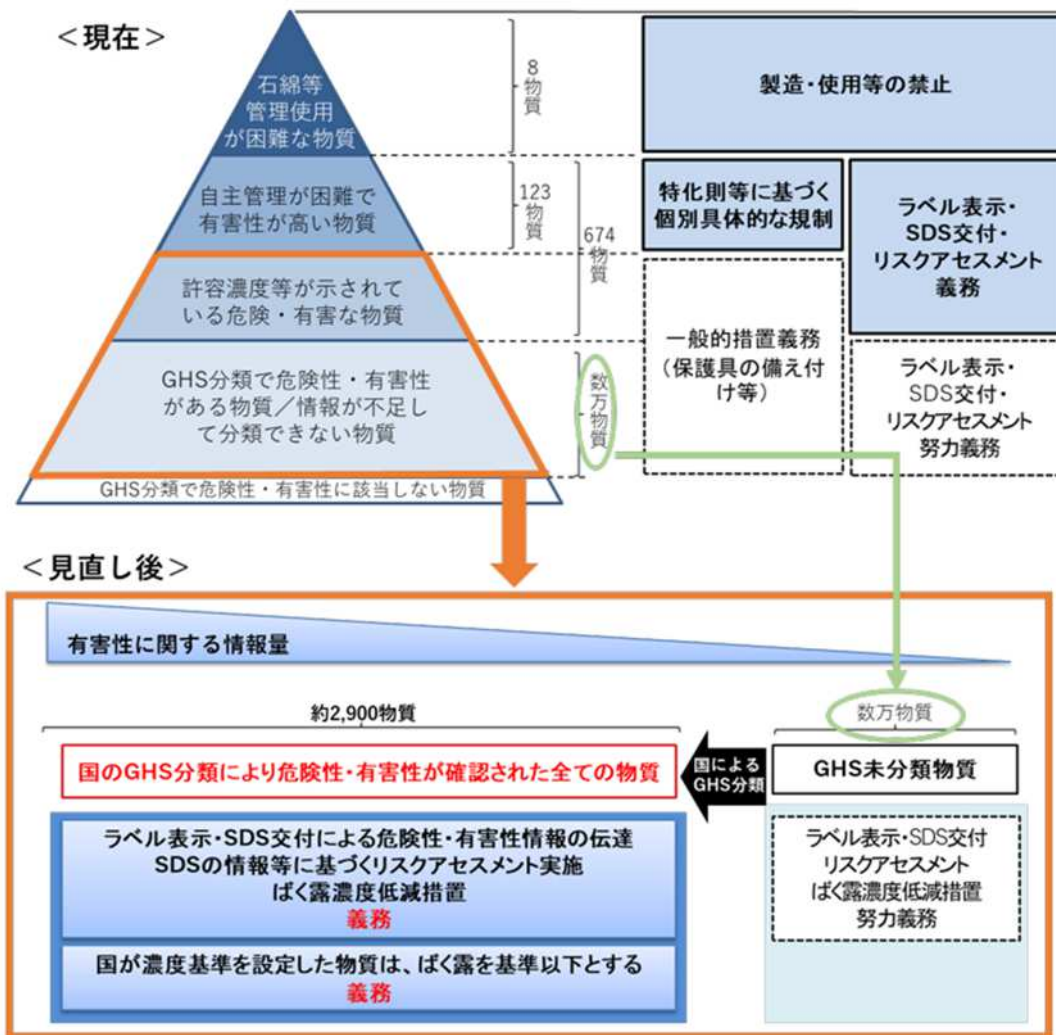 ＜現在＞
石綿等
管理使用
が困難な物質
自主管理が困難で
有害性が高い物質
許容濃度等が示されて
いる危険・有害な物質
GHS分類で危険性・有害性
がある物質／情報が不足し
て分類できない物質
GHS分類で危険性・有害性に該当しない物質
8物質
123物質
674物質
数万物質
製造・使用等の禁止
特化則等に基づく
個別具体的な規制
ラベル表示・
SDS交付・
リスクアセスメント
義務
一般的措置義務
（保護具の備え付
け等）
ラベル表示・
SDS交付・
リスクアセスメント
努力義務
＜見直し後＞
有害性に関する情報量
約2,900物質
数万物質
国のGHS分類により危険性・有害性が確認された全ての物質
国による
GHS分類
GHS未分類物質
ラベル表示・SDS交付による危険性・有害性情報の伝達
SDSの情報等に基づくリスクアセスメント実施
ばく露濃度低減措置
義務
ラベル表示・SDS交付
リスクアセスメント
ばく露濃度低減措置
努力義務
国が濃度基準を設定した物質は、ばく露を基準以下とする
義務